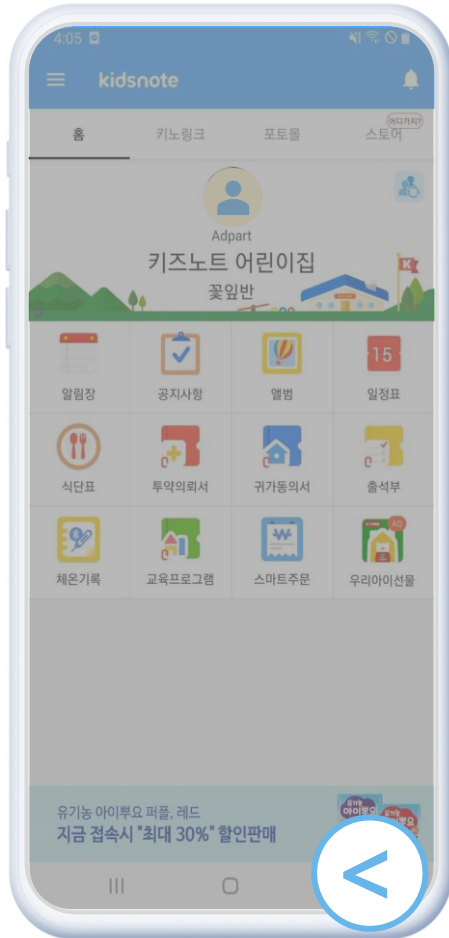 4:05
kidsnote
어디가지?
홈 키노링크 포토몰 스토어
Adpart
키즈노트 어린이집
꽃잎반
15
알림장 공지사항 앨범 일정표
식단표 투약의뢰서 귀가동의서 출석부
AD
체온기록 교육프로그램 스마트주문 우리아이선물
유기농 아이뿌요 퍼플, 레드
지금 접속시 "최대 30%" 할인판매
<